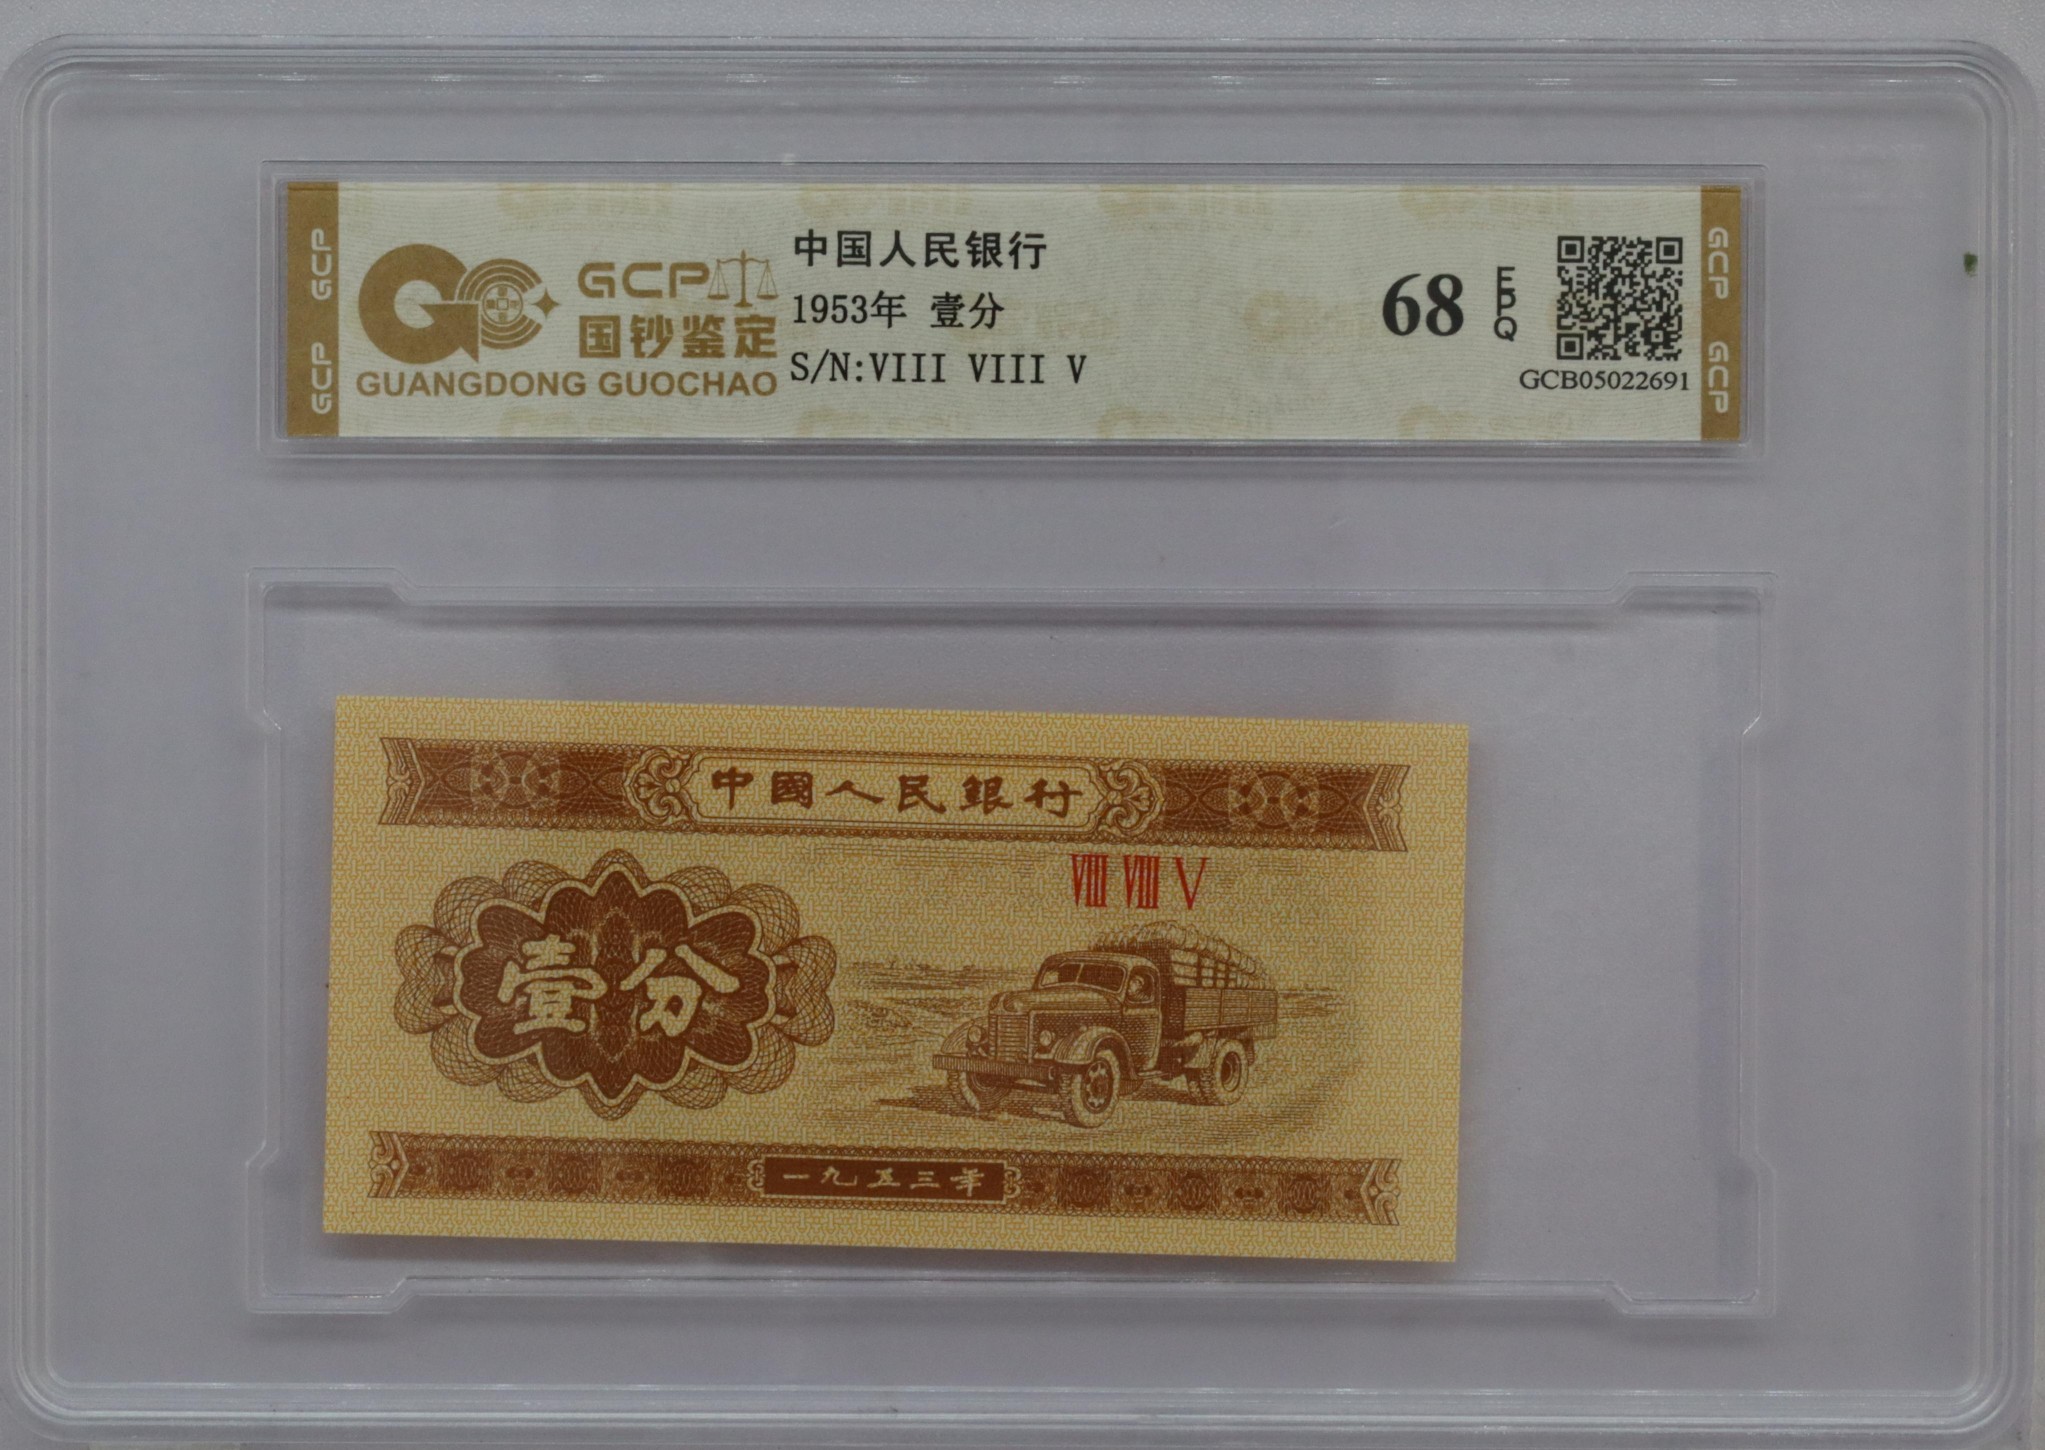 GCP GCP
GCP
国钞鉴定
GUANGDONG GUOCHAO
中国人民银行
1953年 壹分
S/N:VIII VIII V
68 EPQ
GCB05022691
GCP GCP
中國人民銀行
VIII VIII V
壹分
一九五三年